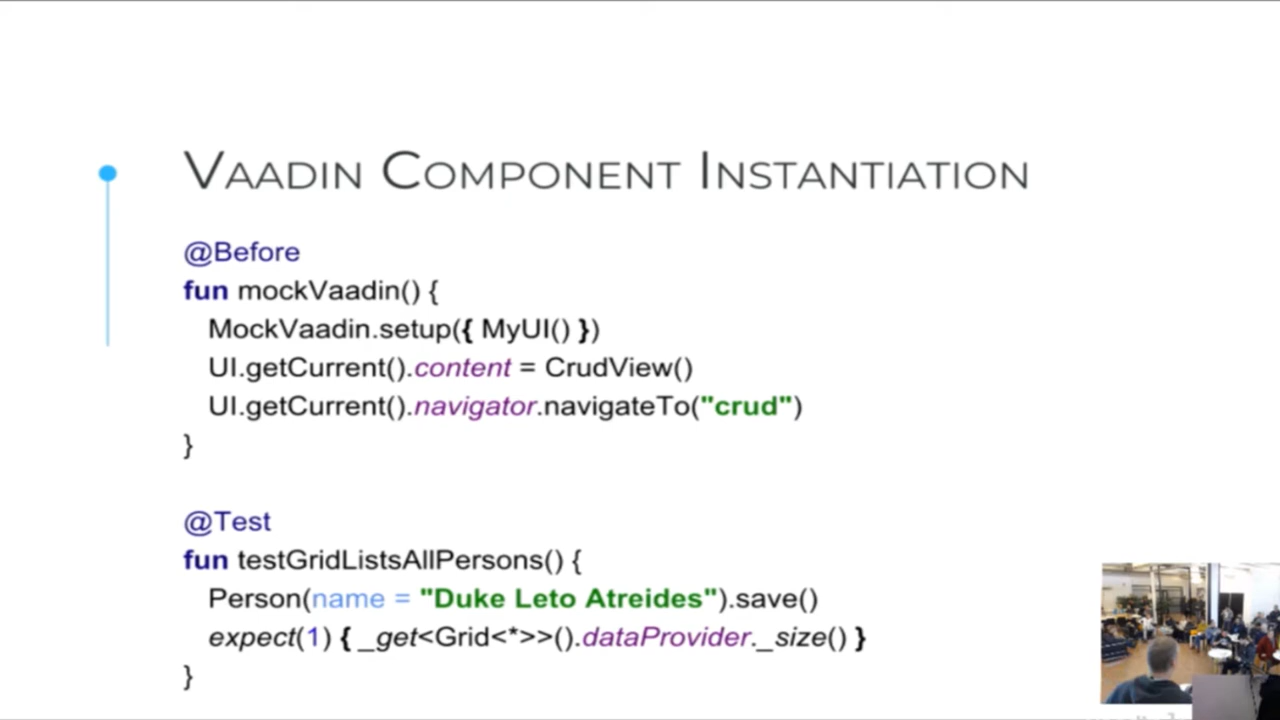 VAADIN COMPONENT INSTANTIATION
@Before
fun mockVaadin() {
MockVaadin.setup({ MyUI() })
UI.getCurrent().content = CrudView()
UI.getCurrent().navigator.navigateTo("crud")
}
@Test
fun testGridListsAllPersons() {
Person(name = "Duke Leto Atreides").save()
expect(1) { _get<Grid<*>>().dataProvider._size() }
}